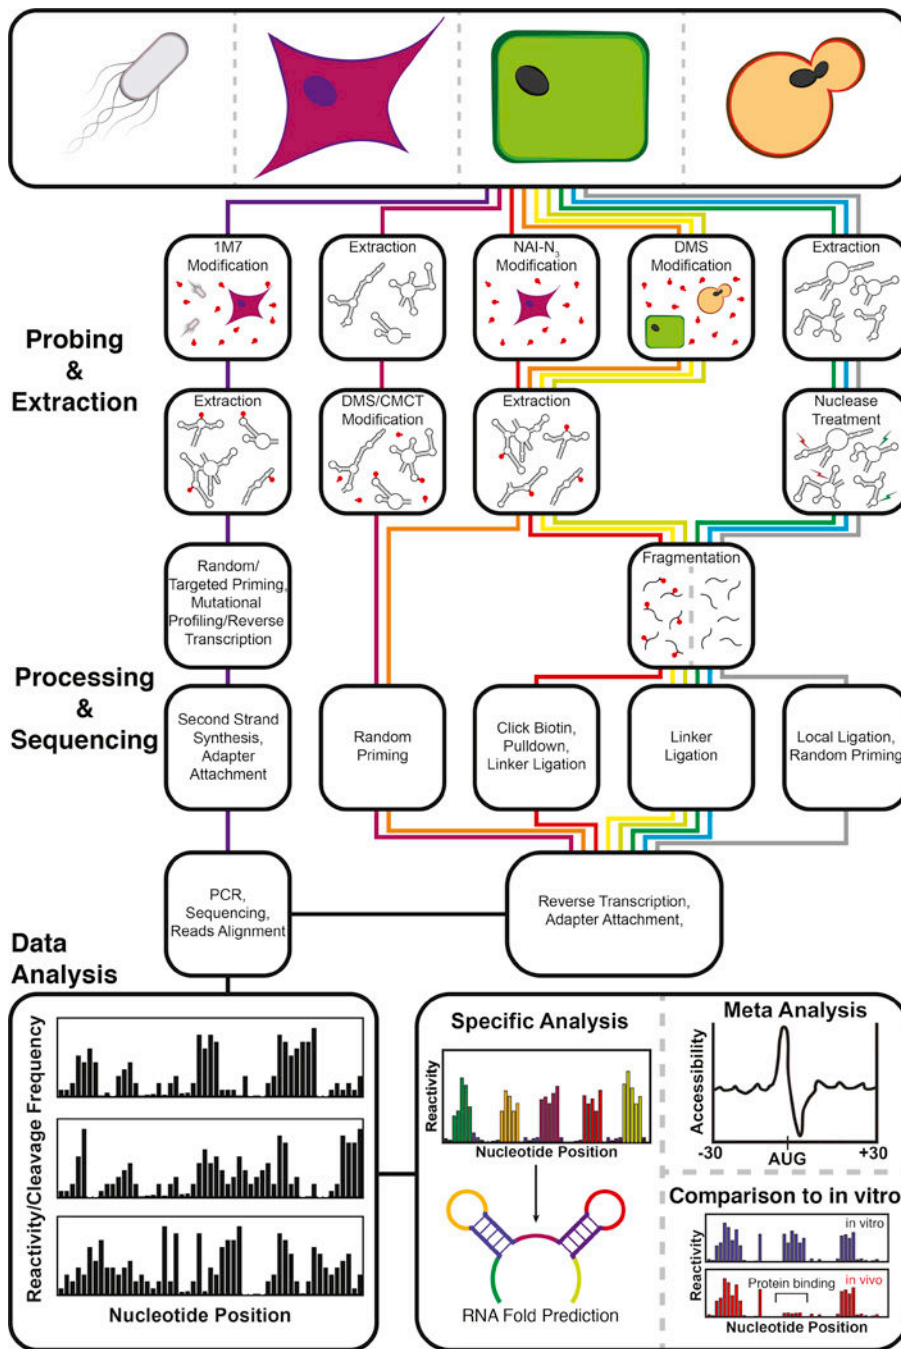 1M7
Modification
Extraction
NAI-N₃
Modification
DMS
Modification
Extraction
Probing
&
Extraction
Extraction
DMS/CMCT
Modification
Extraction
Nuclease
Treatment
Random/
Targeted Priming,
Mutational
Profiling/Reverse
Transcription
Fragmentation
Processing
&
Sequencing
Second Strand
Synthesis,
Adapter
Attachment
Random
Priming
Click Biotin,
Pulldown,
Linker Ligation
Linker
Ligation
Local Ligation,
Random Priming
PCR,
Sequencing,
Reads Alignment
Reverse Transcription,
Adapter Attachment,
Data
Analysis
Reactivity/Cleavage Frequency
Nucleotide Position
Specific Analysis
Reactivity
Nucleotide Position
RNA Fold Prediction
Meta Analysis
Accessibility
-30
AUG
+30
Comparison to in vitro
Reactivity
in vitro
Protein binding
in vivo
Nucleotide Position